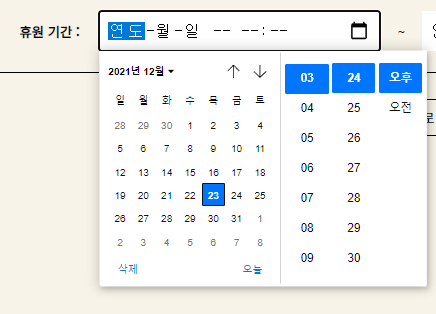 휴원 기간 : 연도-월-일 -- --:-- ~
2021년 12월
일 월 화 수 목 금 토
28 29 30 1 2 3 4
5 6 7 8 9 10 11
12 13 14 15 16 17 18
19 20 21 22 23 24 25
26 27 28 29 30 31 1
2 3 4 5 6 7 8
삭제 오늘
03 24 오후
04 25 오전
05 26
06 27
07 28
08 29
09 30
로